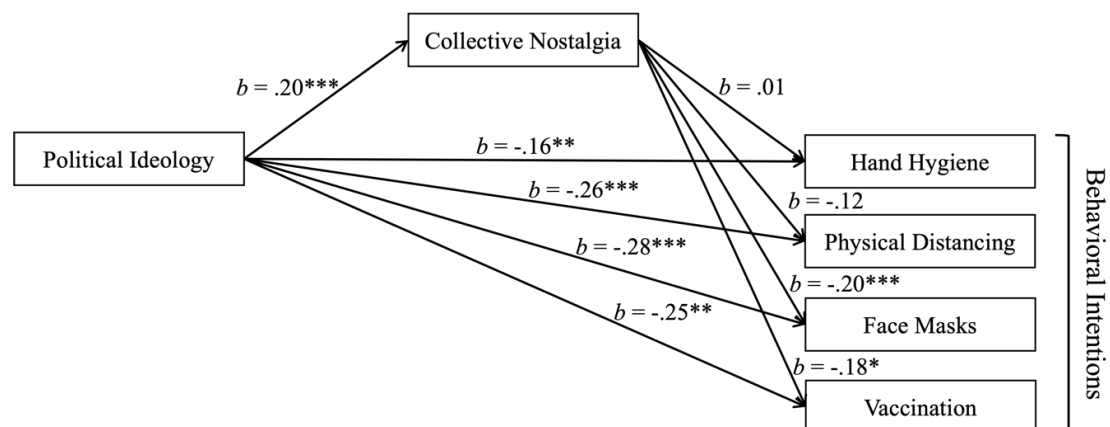 Collective Nostalgia
b = .20***
b = .01
Political Ideology
b = -.16**
Hand Hygiene
b = -.26***
b = -.12
Physical Distancing
b = -.28***
b = -.20***
b = -.25**
Face Masks
b = -.18*
Vaccination
Behavioral Intentions